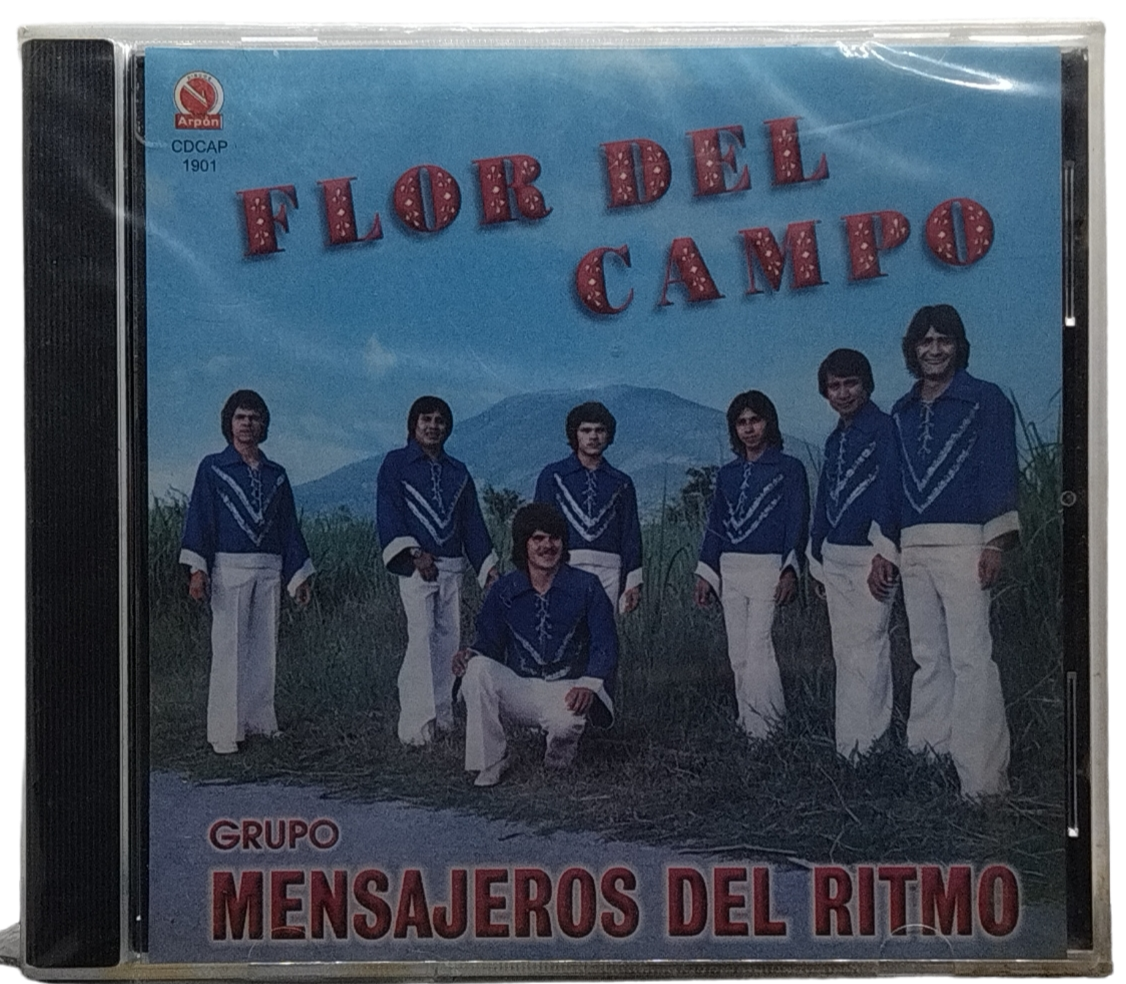 Arpón
CDCAP
1901
FLOR DEL
CAMPO
GRUPO
MENSAJEROS DEL RITMO